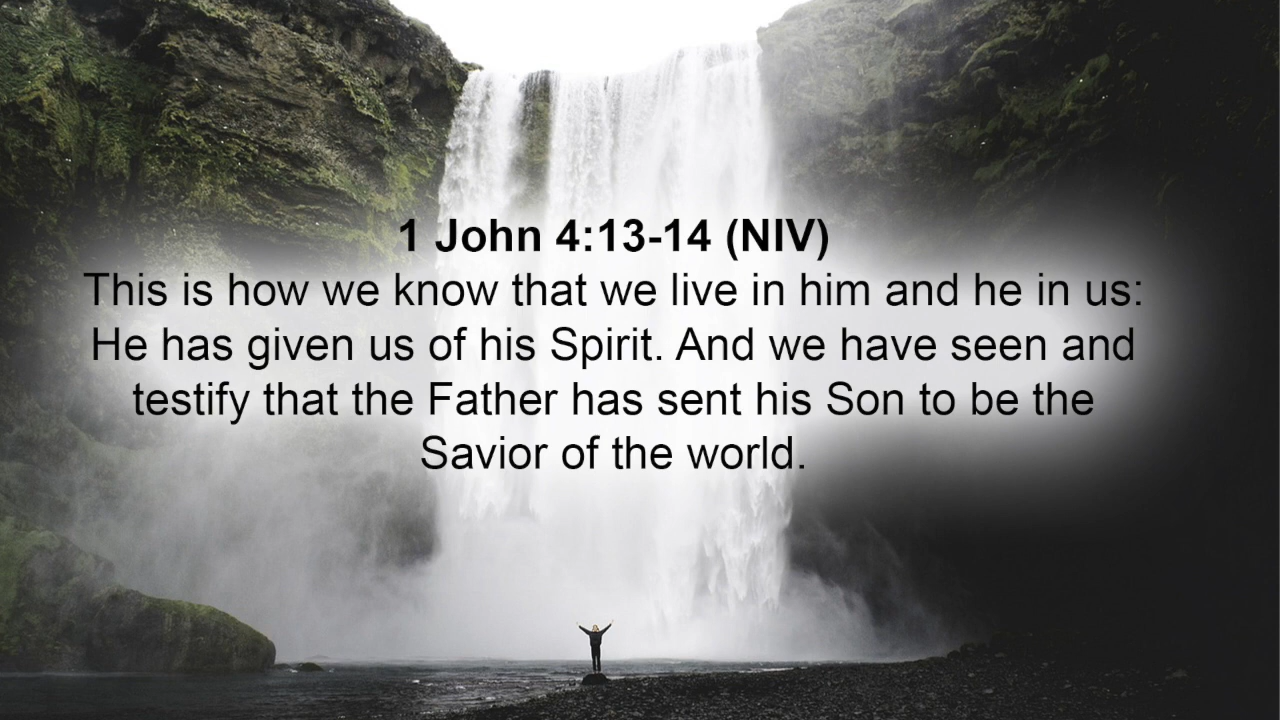 1 John 4:13-14 (NIV)
This is how we know that we live in him and he in us:
He has given us of his Spirit. And we have seen and
testify that the Father has sent his Son to be the
Savior of the world.